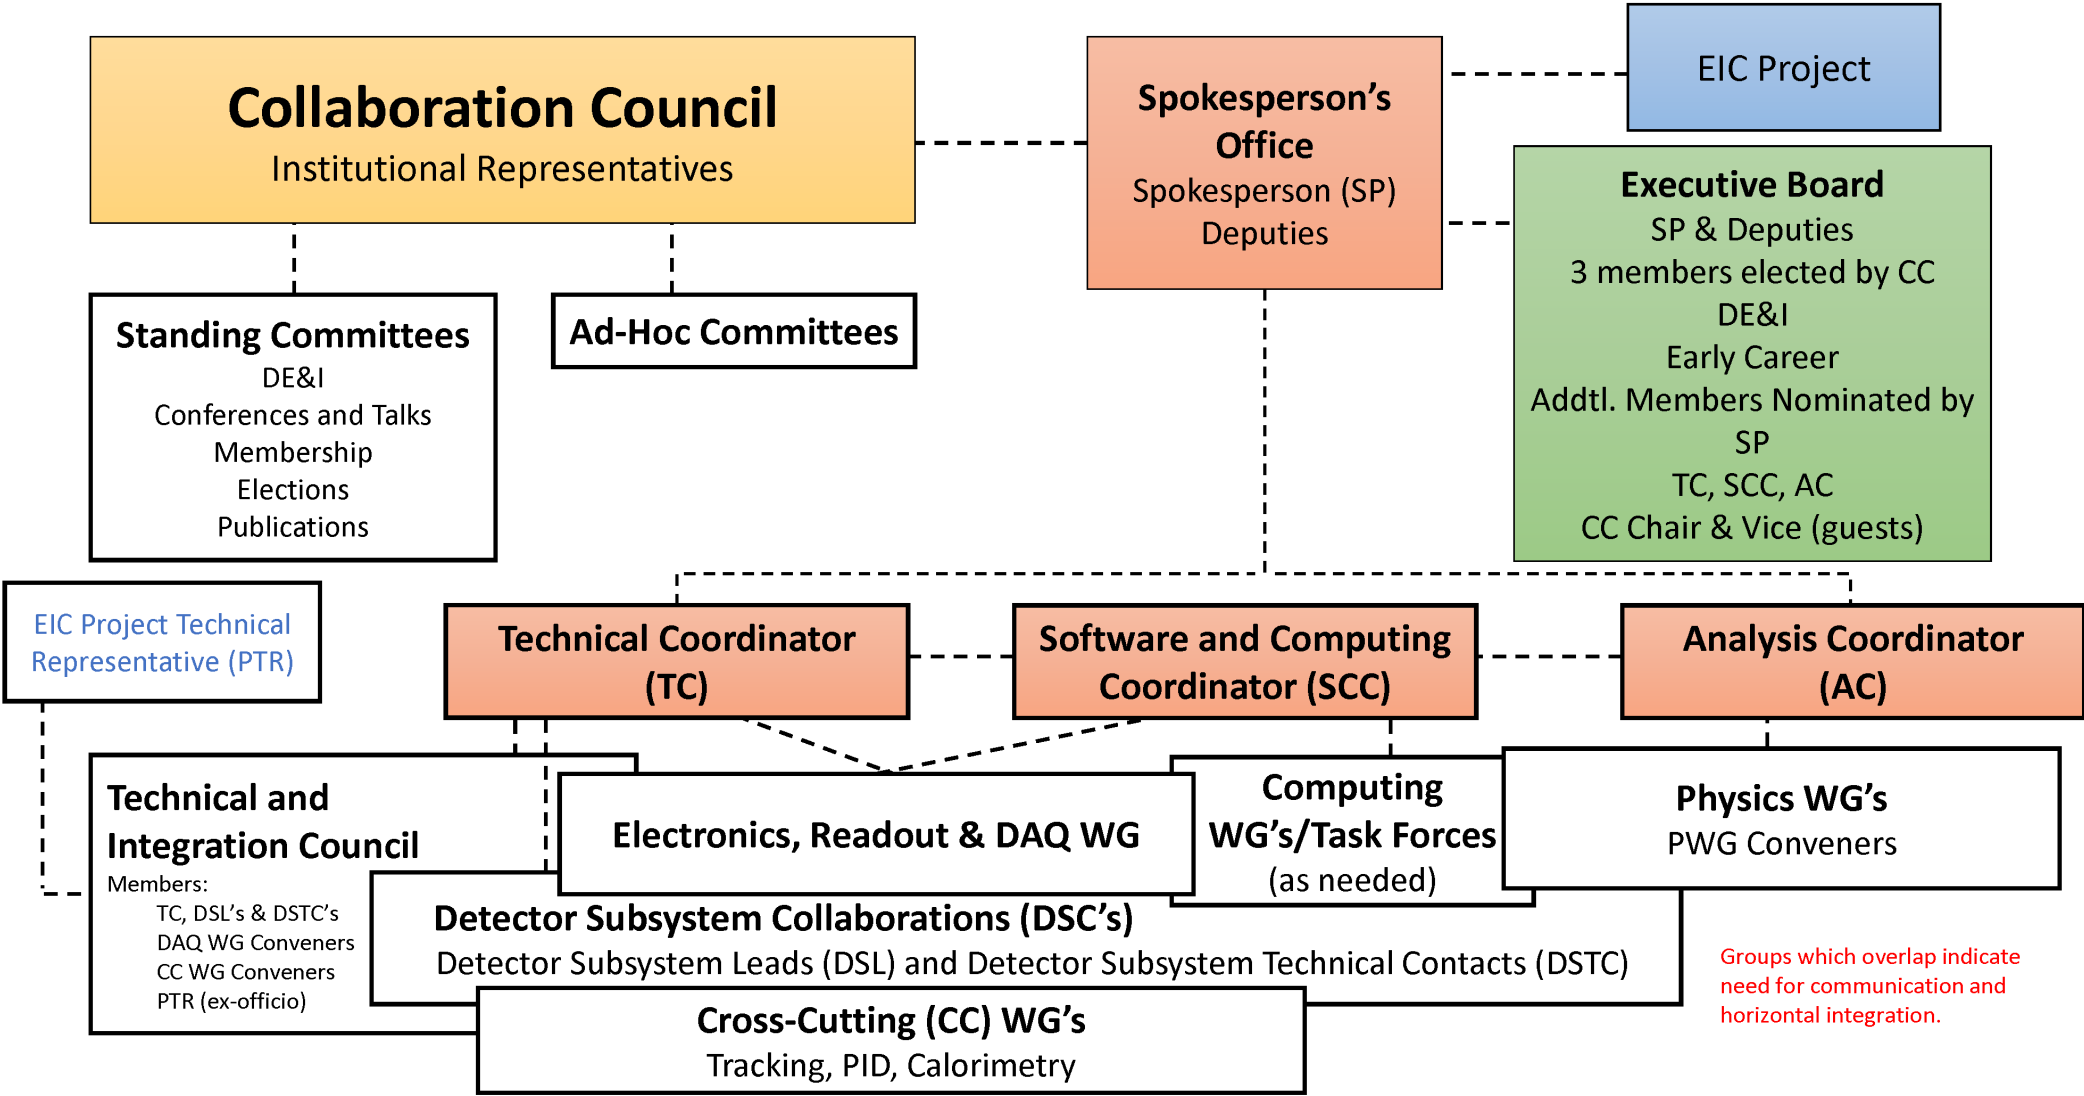 Collaboration Council
Institutional Representatives
Spokesperson's
Office
Spokesperson (SP)
Deputies
EIC Project
Executive Board
SP & Deputies
3 members elected by CC
DE&I
Early Career
Addtl. Members Nominated by
SP
TC, SCC, AC
CC Chair & Vice (guests)
Standing Committees
DE&I
Conferences and Talks
Membership
Elections
Publications
Ad-Hoc Committees
EIC Project Technical
Representative (PTR)
Technical Coordinator
(TC)
Software and Computing
Coordinator (SCC)
Analysis Coordinator
(AC)
Technical and
Integration Council
Members:
TC, DSL's & DSTC's
DAQ WG Conveners
CC WG Conveners
PTR (ex-officio)
Electronics, Readout & DAQ WG
Computing
WG's/Task Forces
(as needed)
Physics WG's
PWG Conveners
Detector Subsystem Collaborations (DSC's)
Detector Subsystem Leads (DSL) and Detector Subsystem Technical Contacts (DSTC)
Cross-Cutting (CC) WG's
Tracking, PID, Calorimetry
Groups which overlap indicate
need for communication and
horizontal integration.